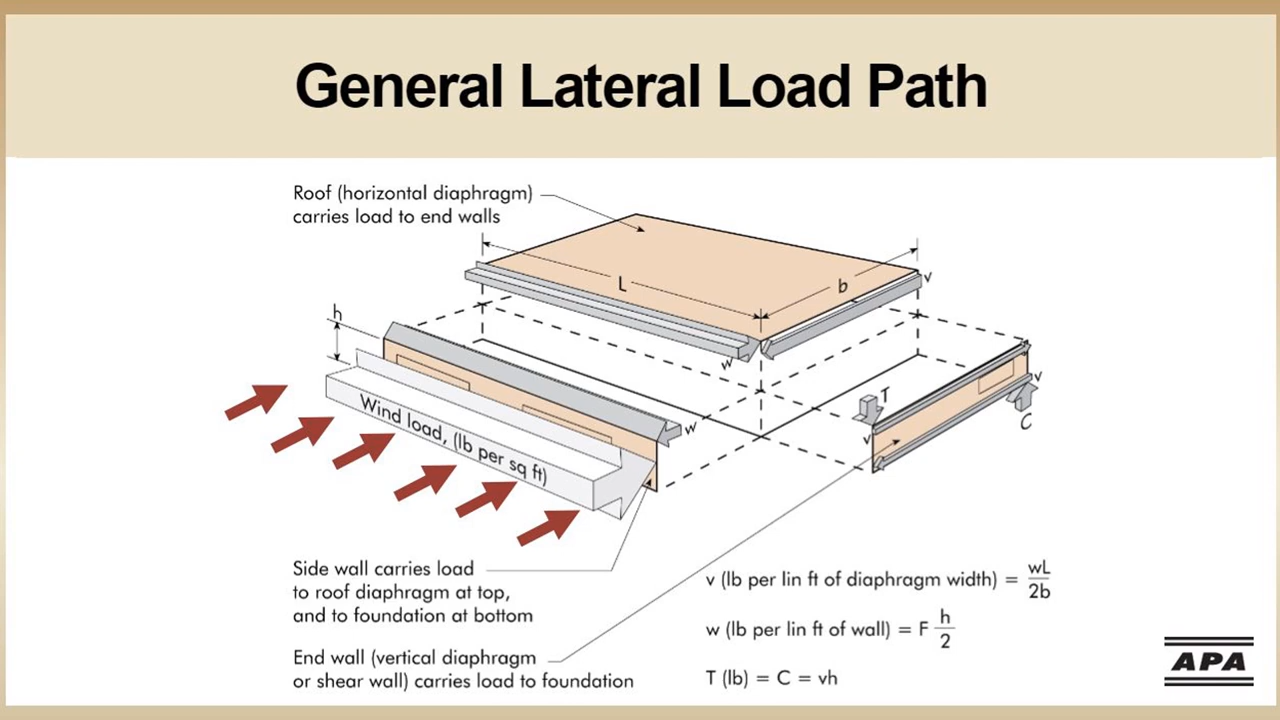 General Lateral Load Path
Roof (horizontal diaphragm)
carries load to end walls
L
b
v
w
h
Wind load, (lb per sq ft)
w
T
v
v
C
Side wall carries load
to roof diaphragm at top,
and to foundation at bottom
End wall (vertical diaphragm
or shear wall) carries load to foundation
v (lb per lin ft of diaphragm width) = wL/2b
w (lb per lin ft of wall) = F h/2
T (lb) = C = vh
APA